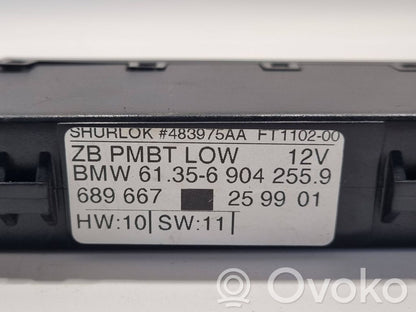 SHURLOK #483975AA FT1102-00
ZB PMBT LOW 12V
BMW 61.35-6 904 255.9
689 667 25 99 01
HW:10| SW:11|
Ovoko